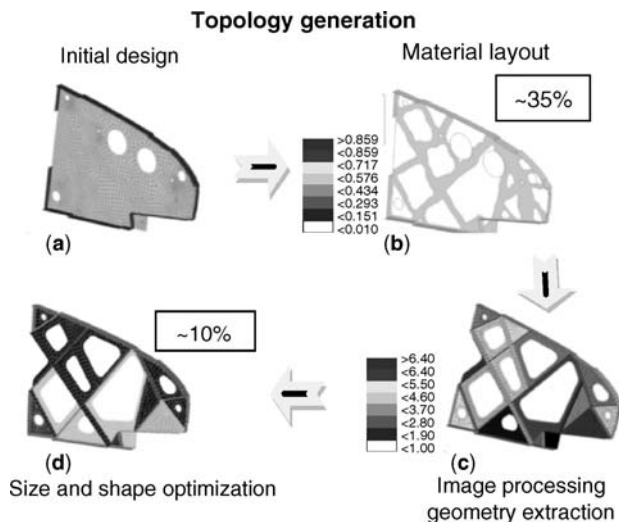 Topology generation
Initial design
Material layout
~35%
>0.859
<0.859
<0.717
<0.576
<0.434
<0.293
<0.151
<0.010
(a)
(b)
~10%
>6.40
<6.40
<5.50
<4.60
<3.70
<2.80
<1.90
<1.00
(d)
(c)
Size and shape optimization
Image processing
geometry extraction